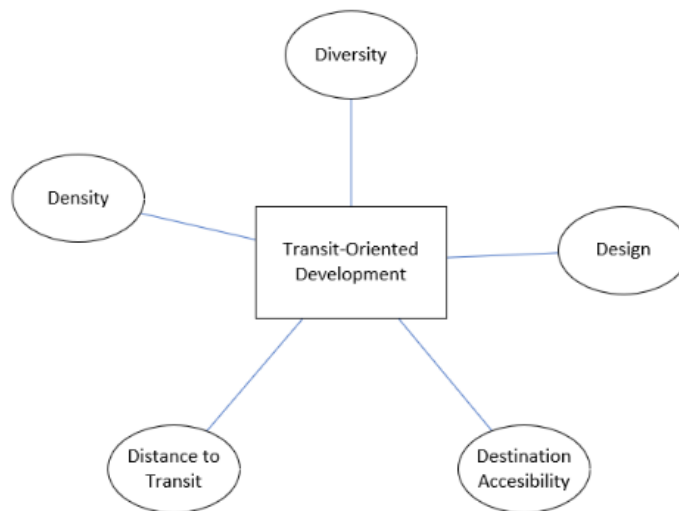 Diversity
Density
Transit-Oriented
Development
Design
Distance to
Transit
Destination
Accesibility